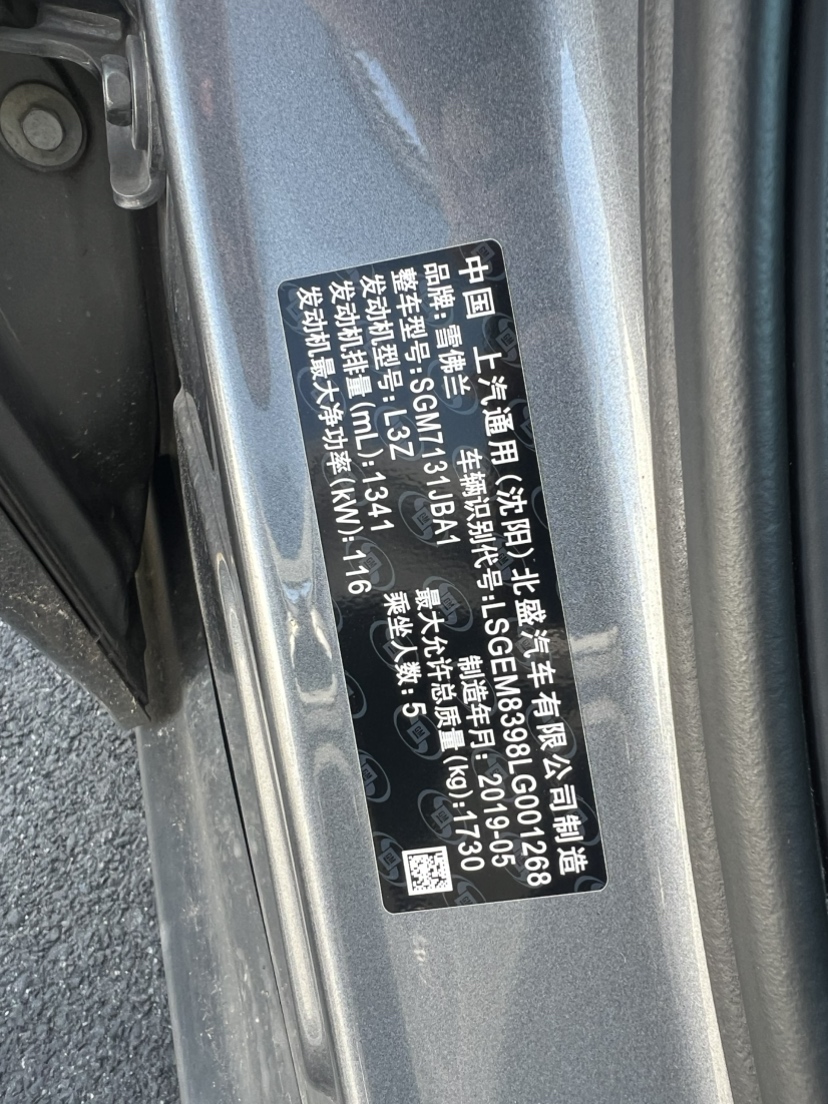 中国 上汽通用(沈阳)北盛汽车有限公司制造
品牌:雪佛兰 车辆识别代号:LSGEM8398LG001268
整车型号:SGM7131JBA1 制造年月:2019-05
发动机型号:L3Z 最大允许总质量(kg):1730
发动机排量(mL):1341 乘坐人数:5
发动机最大净功率(kW):116